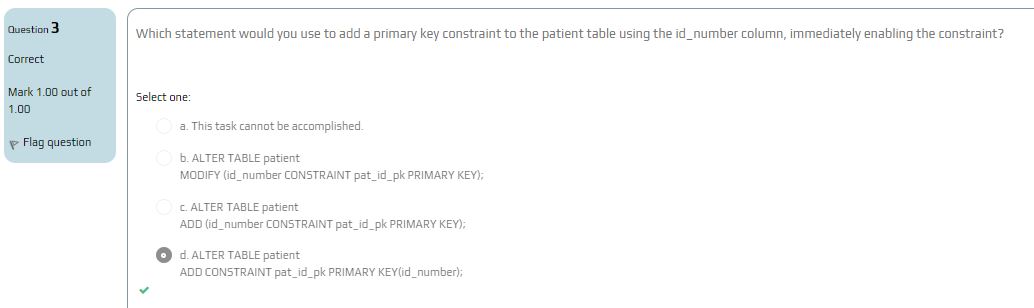 Question 3
Correct
Mark 1.00 out of
1.00
Flag question
Which statement would you use to add a primary key constraint to the patient table using the id_number column, immediately enabling the constraint?
Select one:
a. This task cannot be accomplished.
b. ALTER TABLE patient
MODIFY (id_number CONSTRAINT pat_id_pk PRIMARY KEY);
c. ALTER TABLE patient
ADD (id_number CONSTRAINT pat_id_pk PRIMARY KEY);
d. ALTER TABLE patient
ADD CONSTRAINT pat_id_pk PRIMARY KEY(id_number);